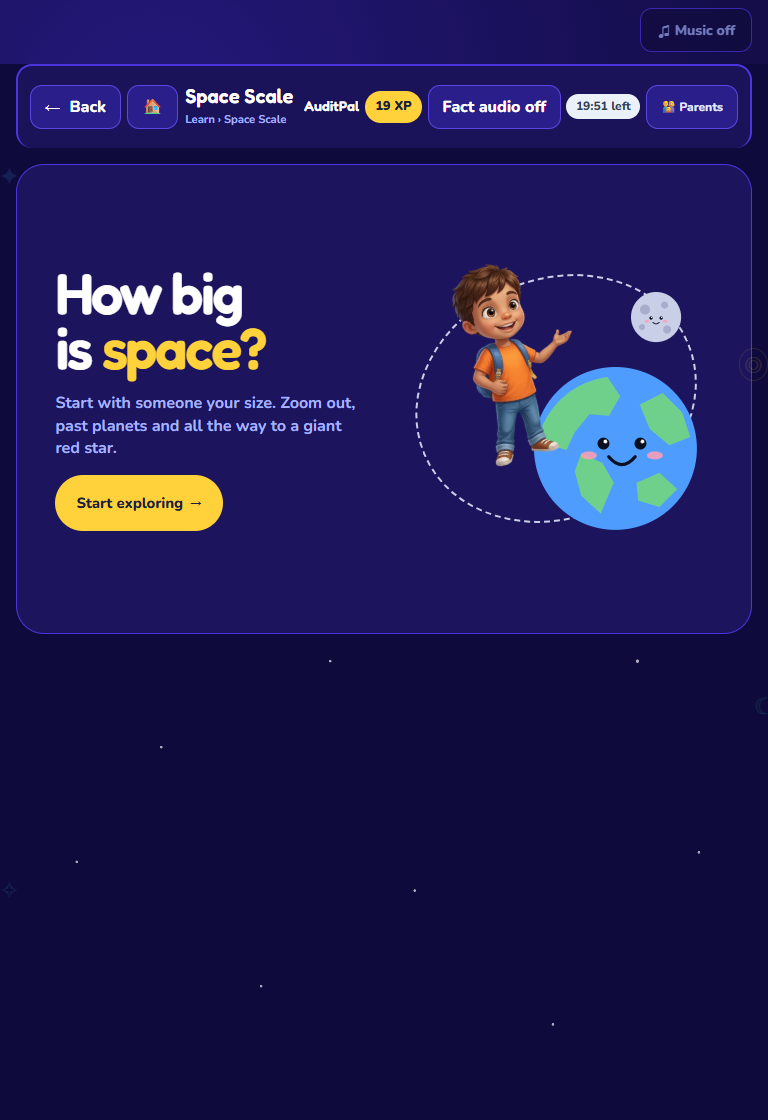 ♫ Music off
← Back
Space Scale
Learn › Space Scale
AuditPal
19 XP
Fact audio off
19:51 left
Parents
How big
is space?
Start with someone your size. Zoom out,
past planets and all the way to a giant
red star.
Start exploring →